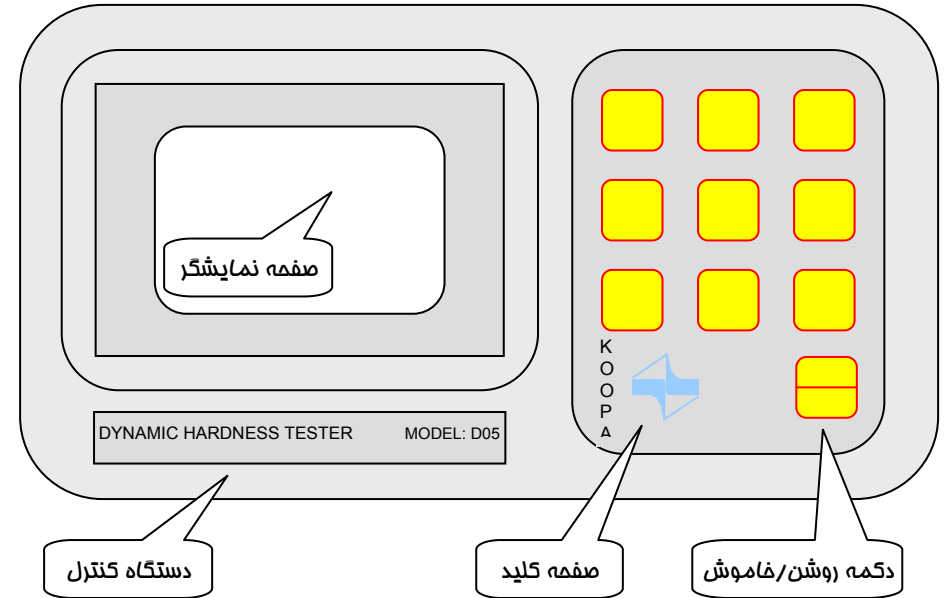 صفحه نمایشگر
K
O
O
P
A
DYNAMIC HARDNESS TESTER MODEL: D05
دستگاه کنترل
صفحه کلید
دکمه روشن/خاموش